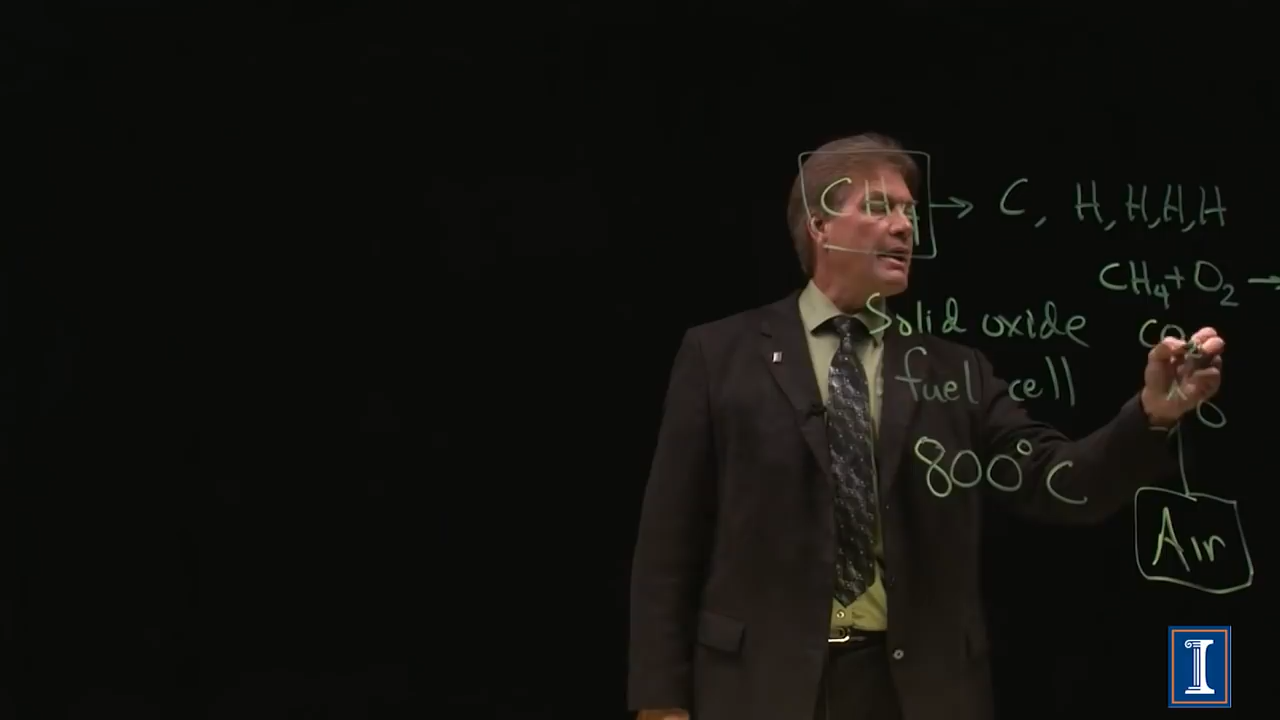 CH₄ → C, H, H, H, H
CH₄ + O₂ →
Solid oxide
fuel cell
800°C
Air
I